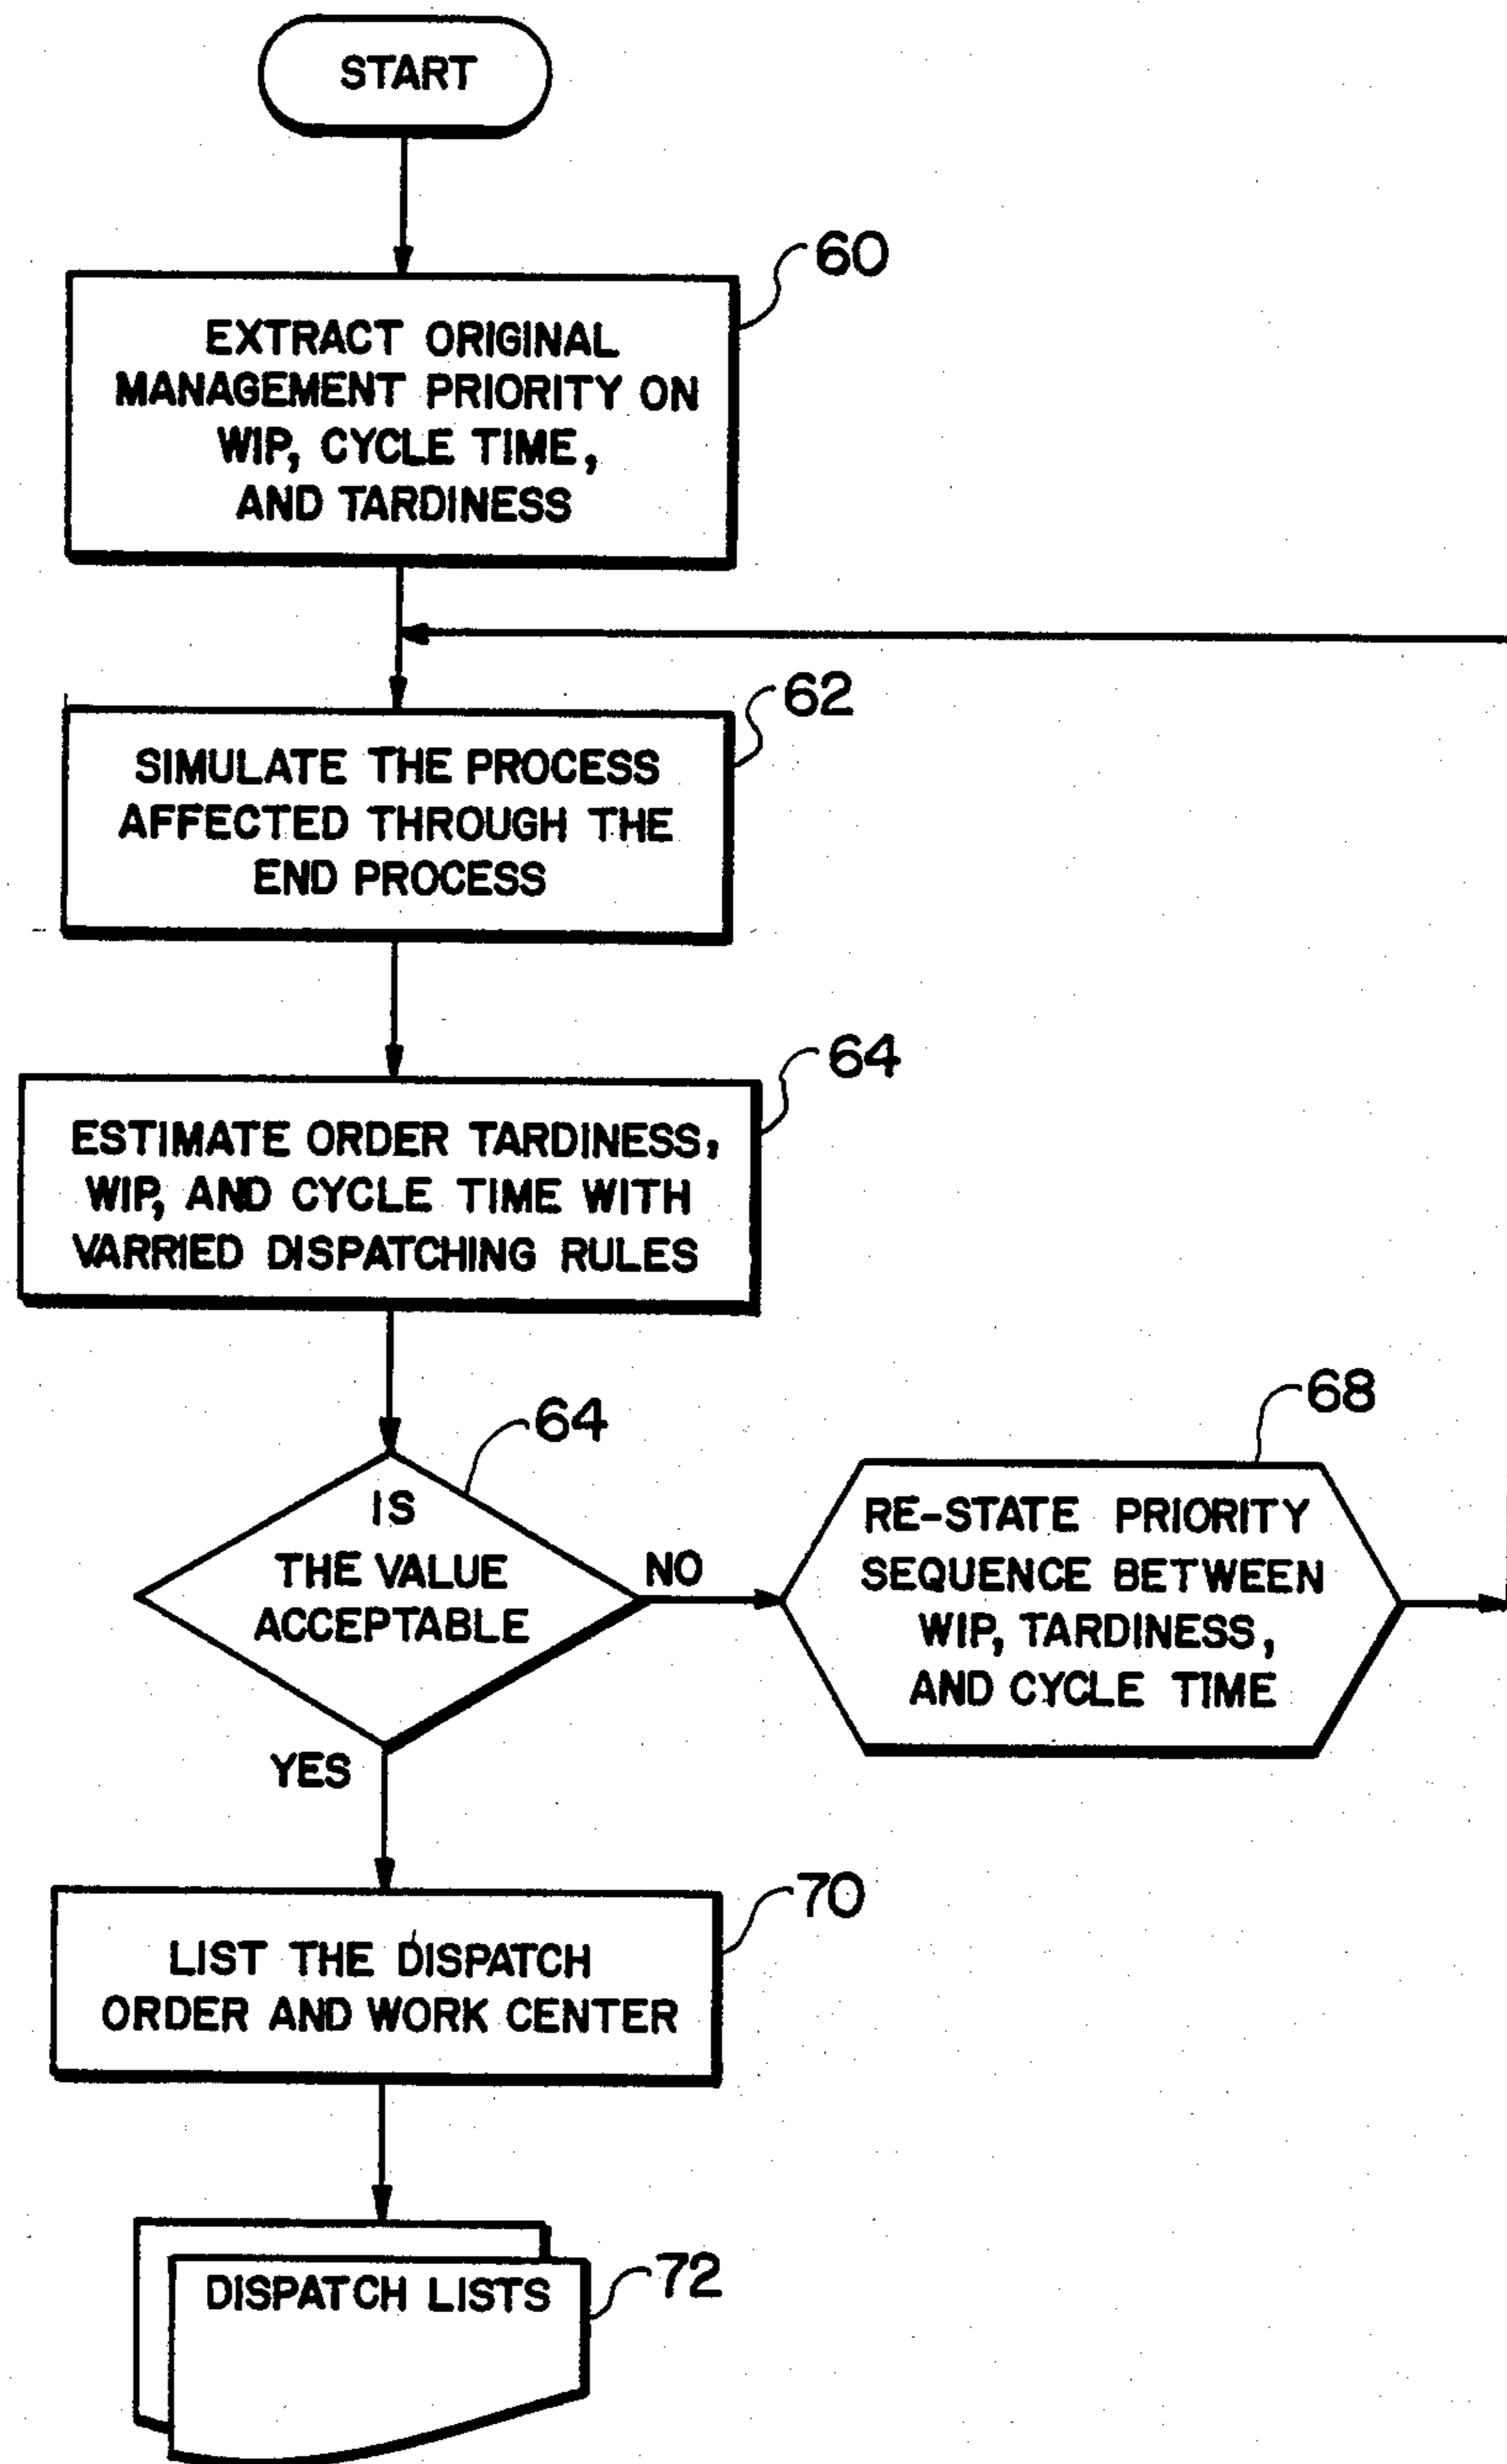 START
60
EXTRACT ORIGINAL
MANAGEMENT PRIORITY ON
WIP, CYCLE TIME,
AND TARDINESS
62
SIMULATE THE PROCESS
AFFECTED THROUGH THE
END PROCESS
64
ESTIMATE ORDER TARDINESS,
WIP, AND CYCLE TIME WITH
VARRIED DISPATCHING RULES
64
IS
THE VALUE
ACCEPTABLE
NO
YES
68
RE-STATE PRIORITY
SEQUENCE BETWEEN
WIP, TARDINESS,
AND CYCLE TIME
70
LIST THE DISPATCH
ORDER AND WORK CENTER
72
DISPATCH LISTS